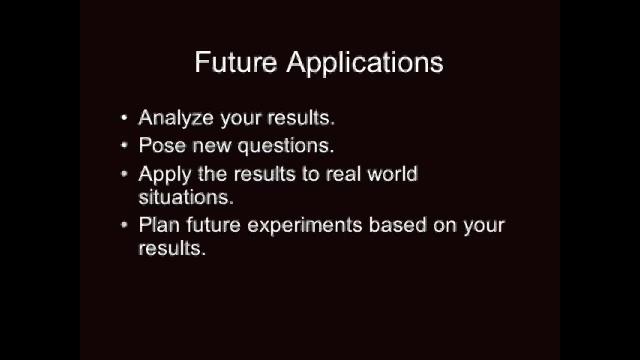 Future Applications
• Analyze your results.
• Pose new questions.
• Apply the results to real world
situations.
• Plan future experiments based on your
results.